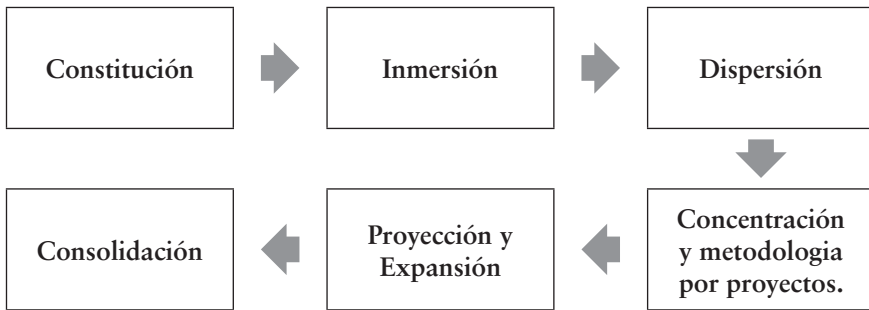 Constitución
Inmersión
Dispersión
Concentración
y metodologia
por proyectos.
Proyección y
Expansión
Consolidación